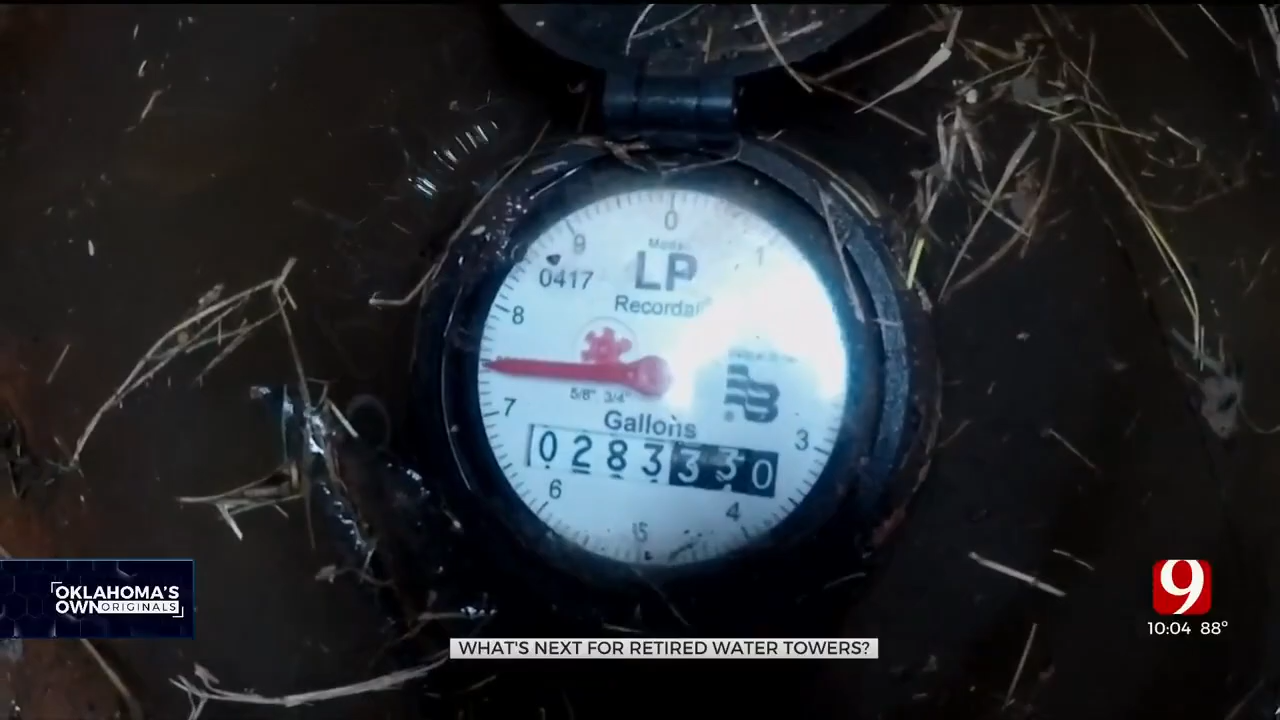 0
9
1
Model
LP
0417
Recordall®
8
5/8" 3/4"
7
Gallons
3
0283330
6
4
5
OKLAHOMA'S
OWN ORIGINALS
9
10:04 88°
WHAT'S NEXT FOR RETIRED WATER TOWERS?